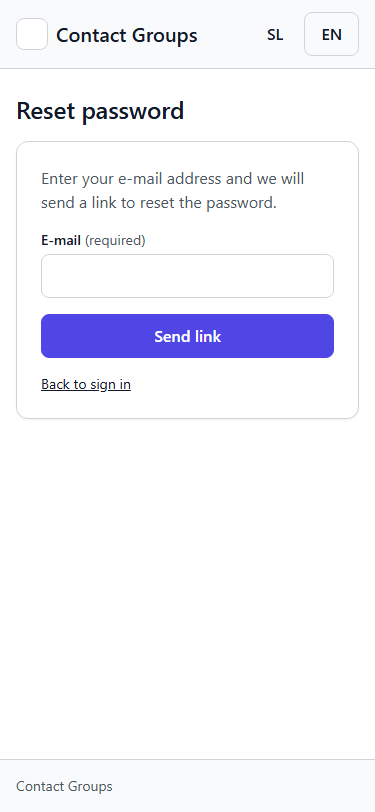 Contact Groups
SL
EN
Reset password
Enter your e-mail address and we will
send a link to reset the password.
E-mail (required)
Send link
Back to sign in
Contact Groups